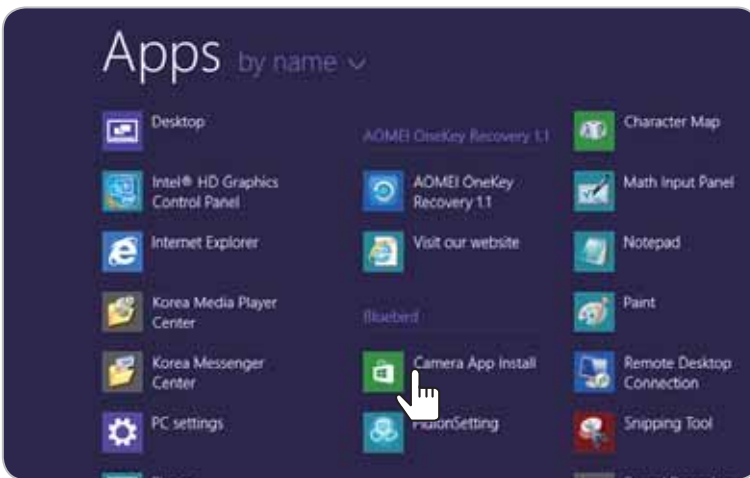 Apps by name
Desktop
Intel® HD Graphics
Control Panel
Internet Explorer
Korea Media Player
Center
Korea Messenger
Center
PC settings
AOMEI OneKey Recovery 1.1
AOMEI OneKey
Recovery 1.1
Visit our website
Bluebird
Camera App Install
Character Map
Math Input Panel
Notepad
Paint
Remote Desktop
Connection
Snipping Tool